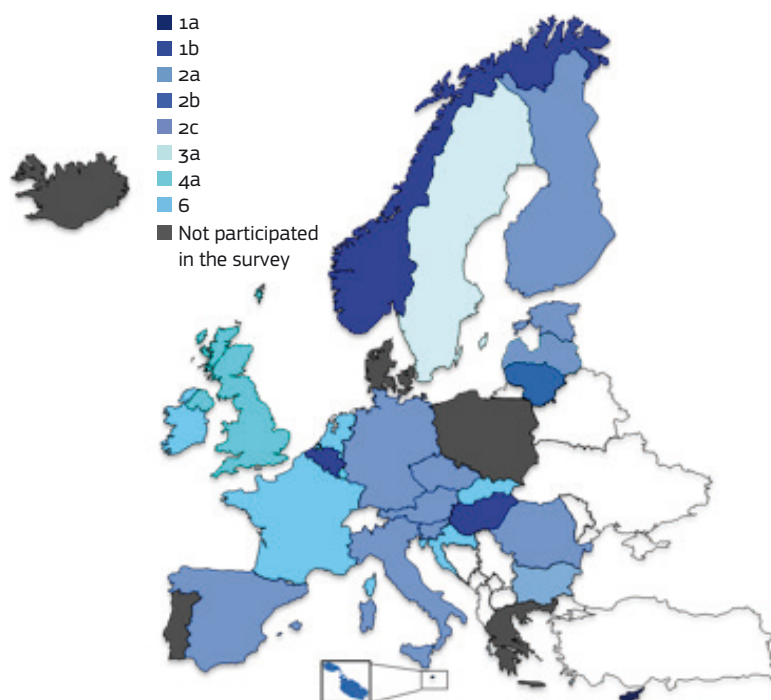 1a
1b
2a
2b
2c
3a
4a
6
Not participated
in the survey